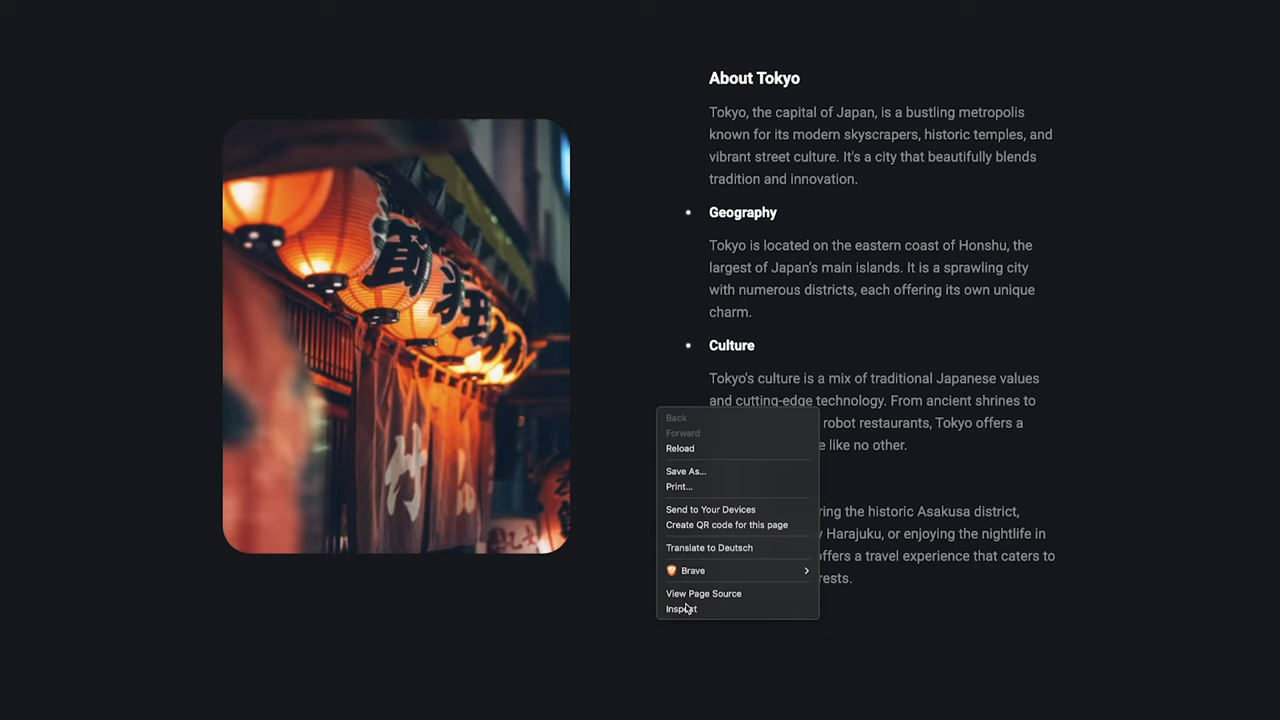 About Tokyo
Tokyo, the capital of Japan, is a bustling metropolis
known for its modern skyscrapers, historic temples, and
vibrant street culture. It's a city that beautifully blends
tradition and innovation.
Geography
Tokyo is located on the eastern coast of Honshu, the
largest of Japan's main islands. It is a sprawling city
with numerous districts, each offering its own unique
charm.
Culture
Tokyo's culture is a mix of traditional Japanese values
and cutting-edge technology. From ancient shrines to
robot restaurants, Tokyo offers a
like no other.
the historic Asakusa district,
Harajuku, or enjoying the nightlife in
offers a travel experience that caters to
Back
Forward
Reload
Save As...
Print...
Send to Your Devices
Create QR code for this page
Translate to Deutsch
Brave
View Page Source
Inspect
竹